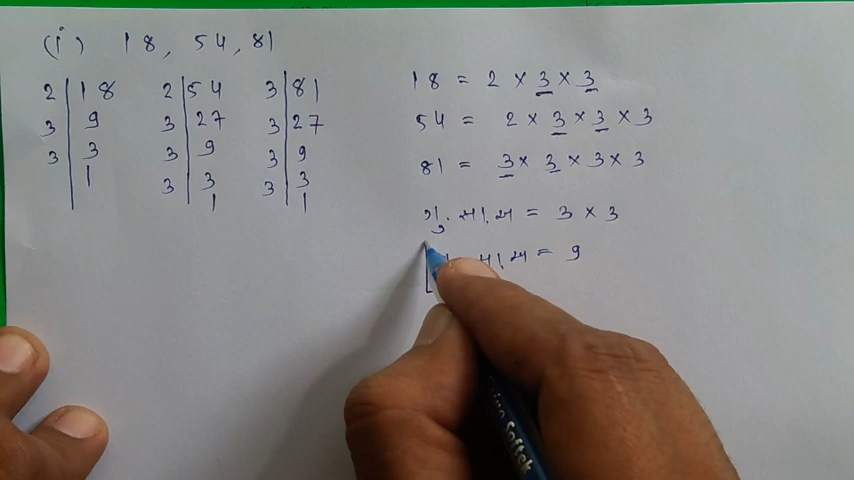 (i) 18, 54, 81
2 | 18
3 | 9
3 | 3
1
2 | 54
3 | 27
3 | 9
3 | 3
1
3 | 81
3 | 27
3 | 9
3 | 3
1
18 = 2 × 3 × 3
54 = 2 × 3 × 3 × 3
81 = 3 × 3 × 3 × 3
ગુ. સા. અ = 3 × 3
સા. અ = 9
Softek